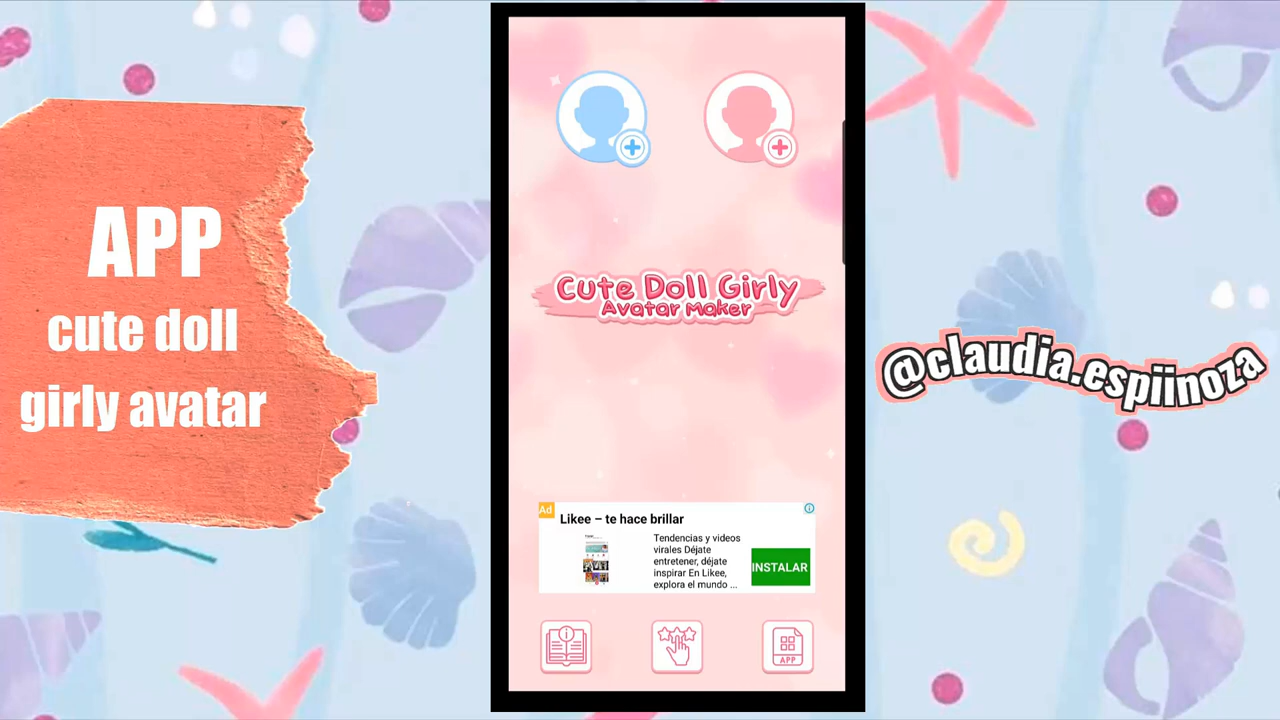 APP
cute doll
girly avatar
Cute Doll Girly
Avatar Maker
Ad
Likee – te hace brillar
Tendencias y videos
virales Déjate
entretener, déjate
inspirar En Likee,
explora el mundo ...
INSTALAR
APP
@claudia.espiinoza